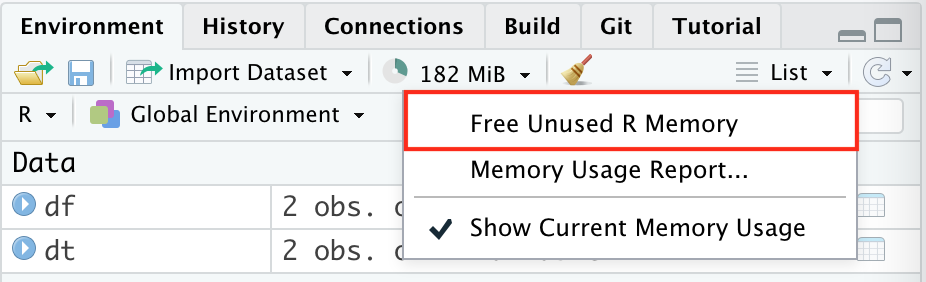 Environment History Connections Build Git Tutorial
Import Dataset 182 MiB List
R Global Environment
Free Unused R Memory
Data
Memory Usage Report...
df 2 obs.
Show Current Memory Usage
dt 2 obs.